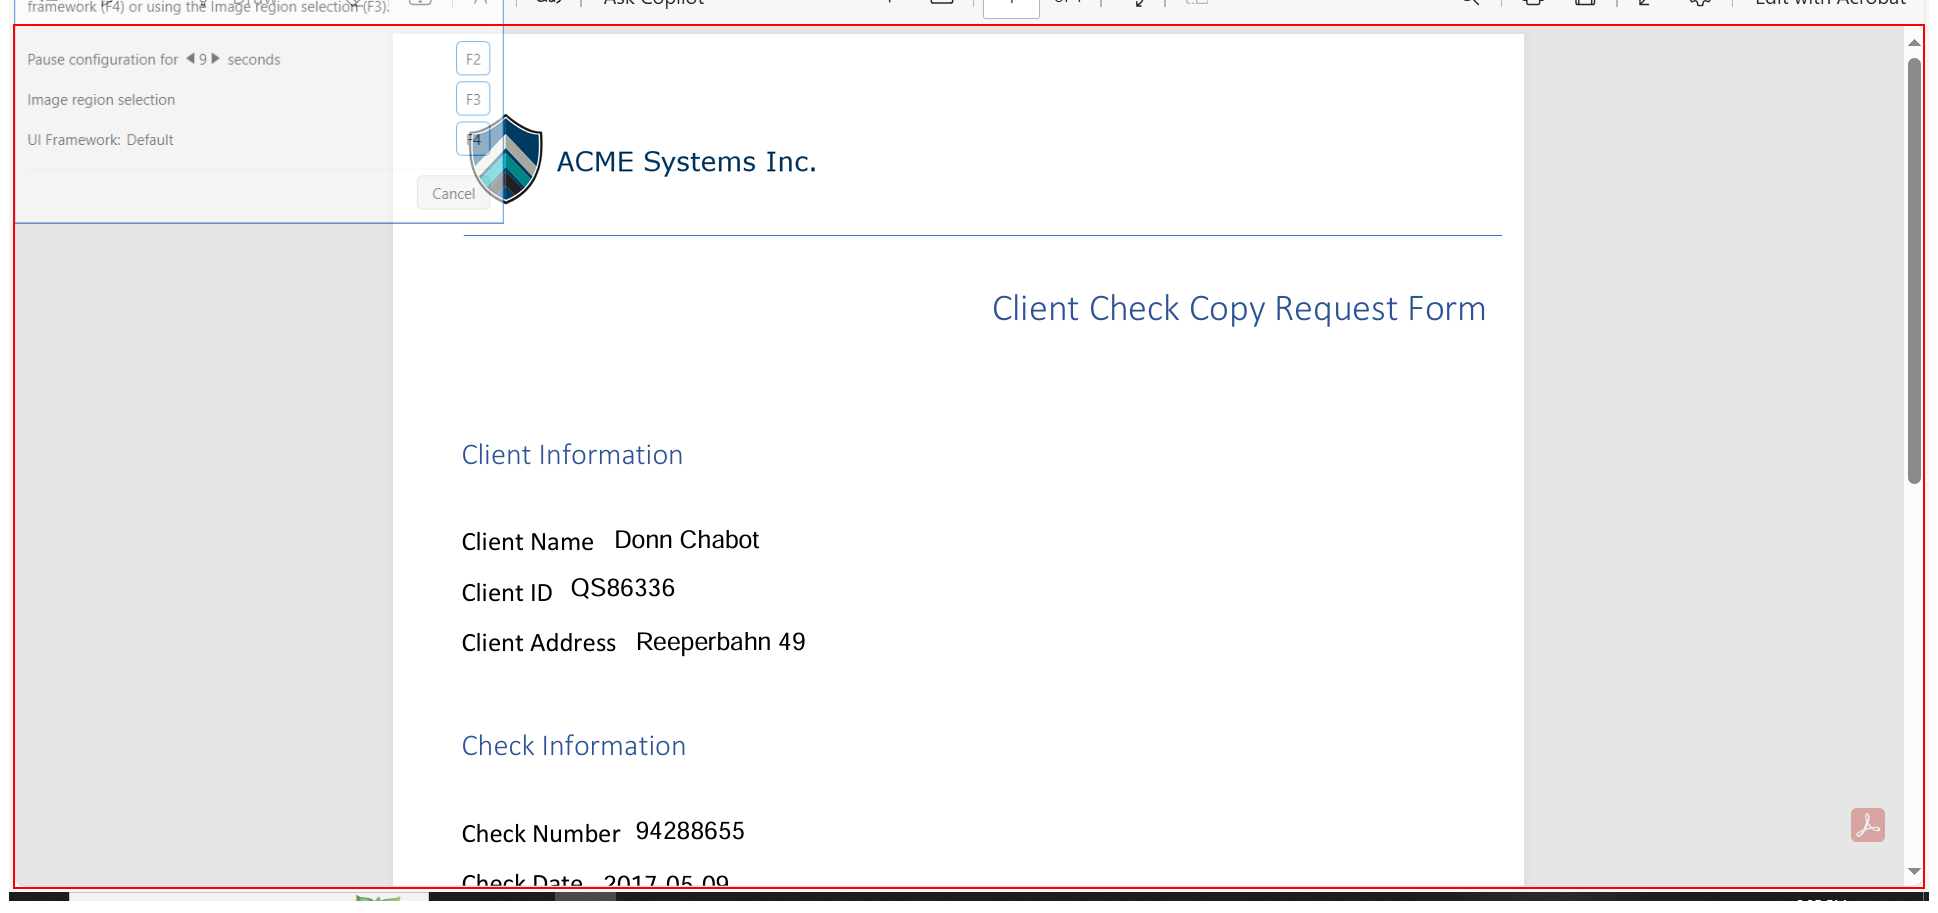 framework (F4) or using the Image region selection (F3).
Ask Copilot
Edit with Acrobat
Pause configuration for 9 seconds
F2
Image region selection
F3
UI Framework: Default
F4
Cancel
ACME Systems Inc.
Client Check Copy Request Form
Client Information
Client Name Donn Chabot
Client ID QS86336
Client Address Reeperbahn 49
Check Information
Check Number 94288655
Check Date 2017-05-09